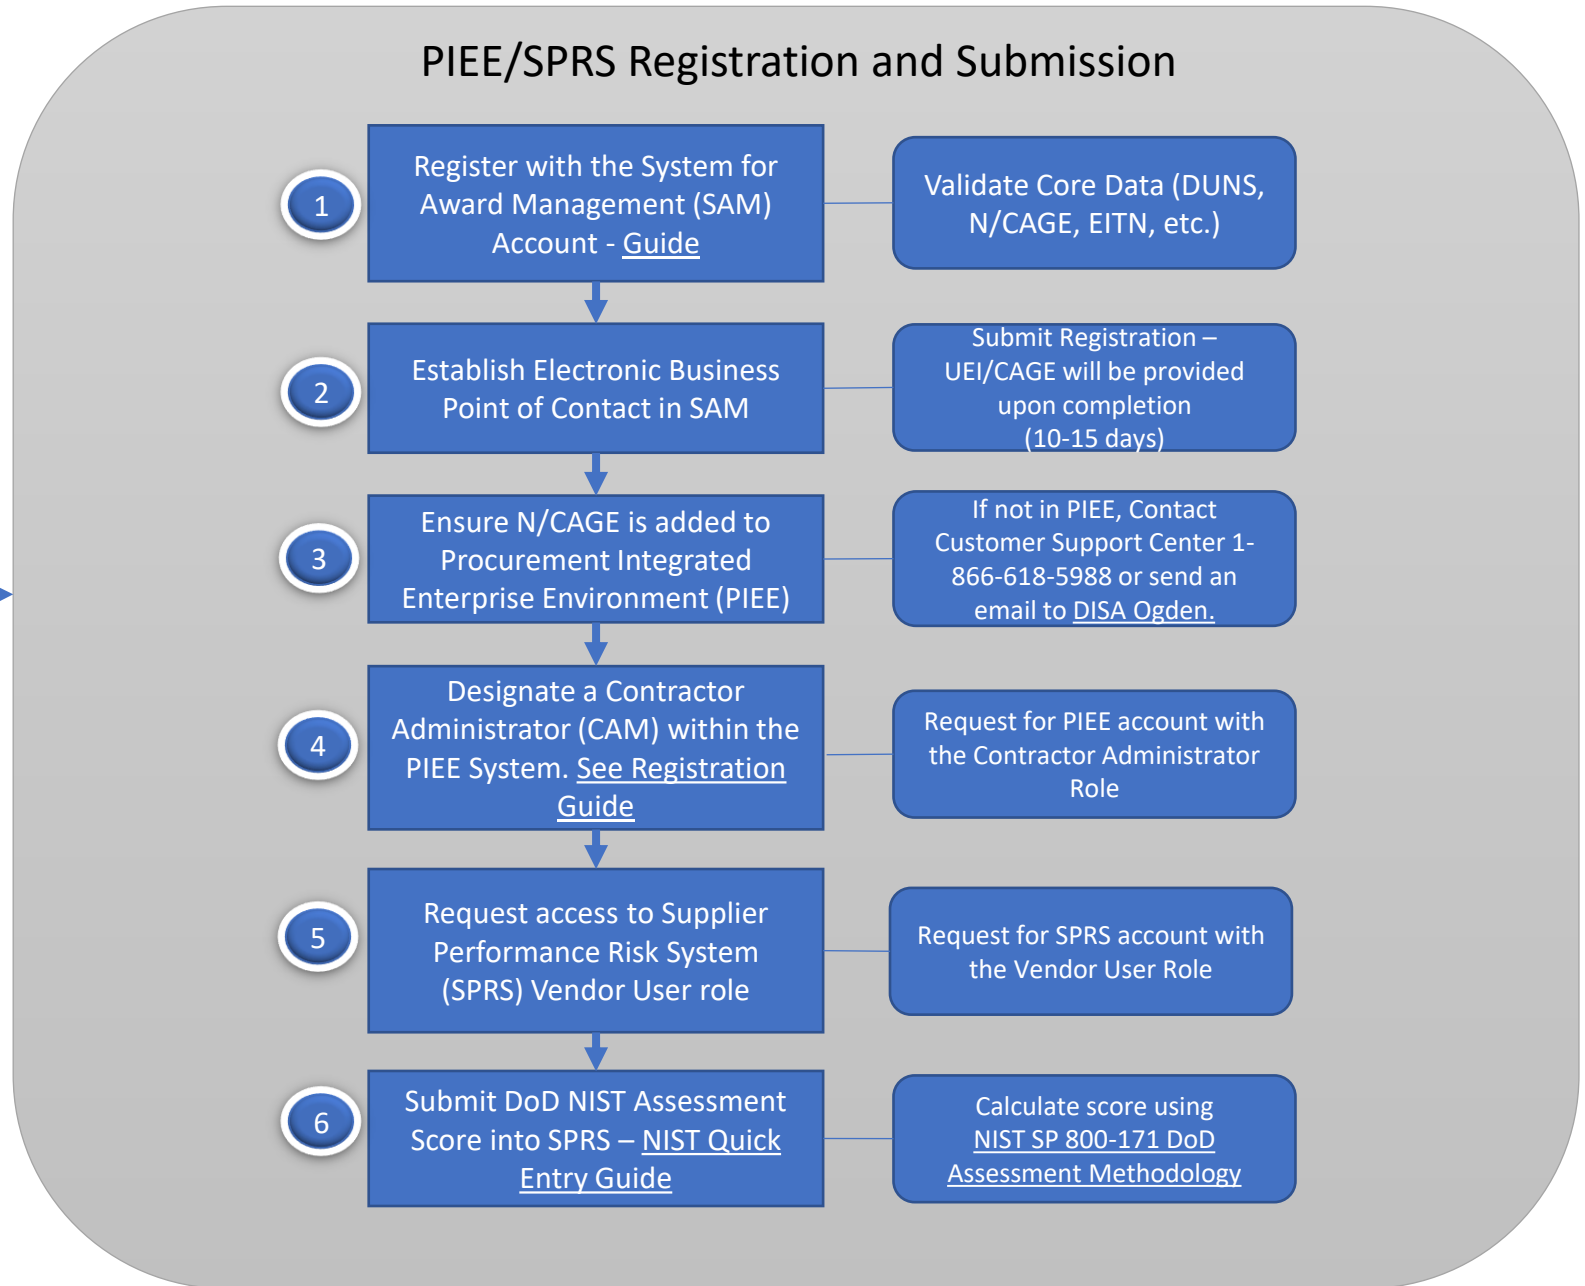 PIEE/SPRS Registration and Submission
1
Register with the System for
Award Management (SAM)
Account - Guide
Validate Core Data (DUNS,
N/CAGE, EITN, etc.)
2
Establish Electronic Business
Point of Contact in SAM
Submit Registration –
UEI/CAGE will be provided
upon completion
(10-15 days)
3
Ensure N/CAGE is added to
Procurement Integrated
Enterprise Environment (PIEE)
If not in PIEE, Contact
Customer Support Center 1-
866-618-5988 or send an
email to DISA Ogden.
4
Designate a Contractor
Administrator (CAM) within the
PIEE System. See Registration
Guide
Request for PIEE account with
the Contractor Administrator
Role
5
Request access to Supplier
Performance Risk System
(SPRS) Vendor User role
Request for SPRS account with
the Vendor User Role
6
Submit DoD NIST Assessment
Score into SPRS – NIST Quick
Entry Guide
Calculate score using
NIST SP 800-171 DoD
Assessment Methodology